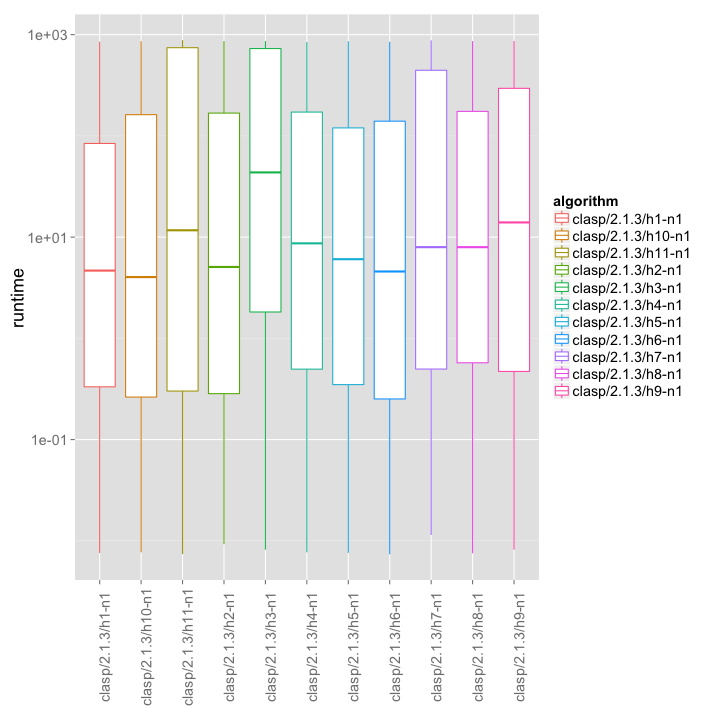 1e+03
1e+01
1e-01
runtime
clasp/2.1.3/h1-n1
clasp/2.1.3/h10-n1
clasp/2.1.3/h11-n1
clasp/2.1.3/h2-n1
clasp/2.1.3/h3-n1
clasp/2.1.3/h4-n1
clasp/2.1.3/h5-n1
clasp/2.1.3/h6-n1
clasp/2.1.3/h7-n1
clasp/2.1.3/h8-n1
clasp/2.1.3/h9-n1
algorithm
clasp/2.1.3/h1-n1
clasp/2.1.3/h10-n1
clasp/2.1.3/h11-n1
clasp/2.1.3/h2-n1
clasp/2.1.3/h3-n1
clasp/2.1.3/h4-n1
clasp/2.1.3/h5-n1
clasp/2.1.3/h6-n1
clasp/2.1.3/h7-n1
clasp/2.1.3/h8-n1
clasp/2.1.3/h9-n1